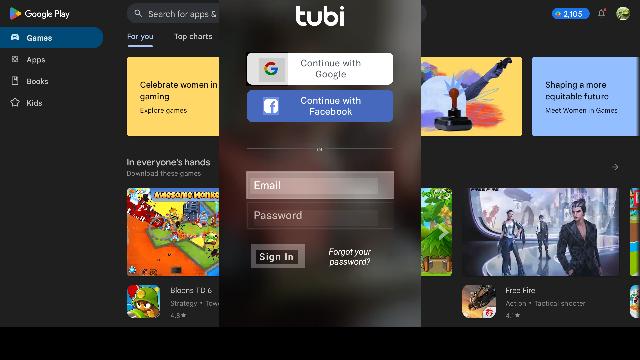 Google Play
Search for apps &
2,105
Games
Apps
Books
Kids
For you
Top charts
tubi
Continue with
Google
Continue with
Facebook
OR
Email
Password
Sign In
Forgot your
password?
Celebrate women in
gaming
Explore games
Shaping a more
equitable future
Meet Women in Games
In everyone's hands
Download these games
Bloons TD 6
Strategy • Tow
4.8★
Free Fire
Action • Tactical shooter
4.1★